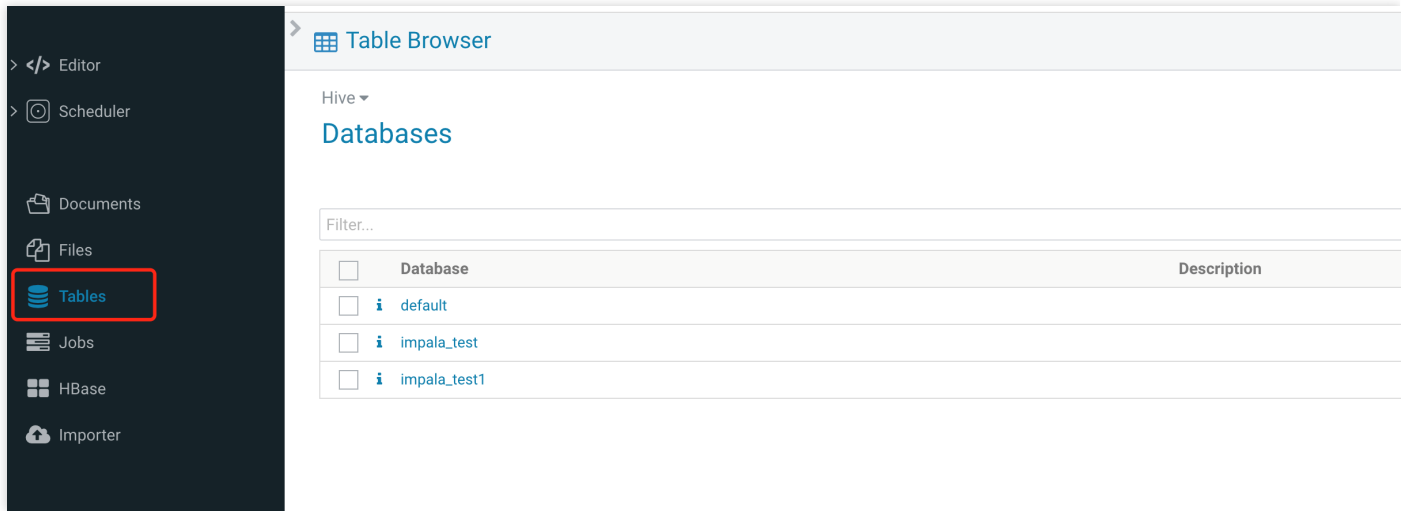 Editor
Scheduler
Documents
Files
Tables
Jobs
HBase
Importer
Table Browser
Hive
Databases
Filter...
Database Description
default
impala_test
impala_test1